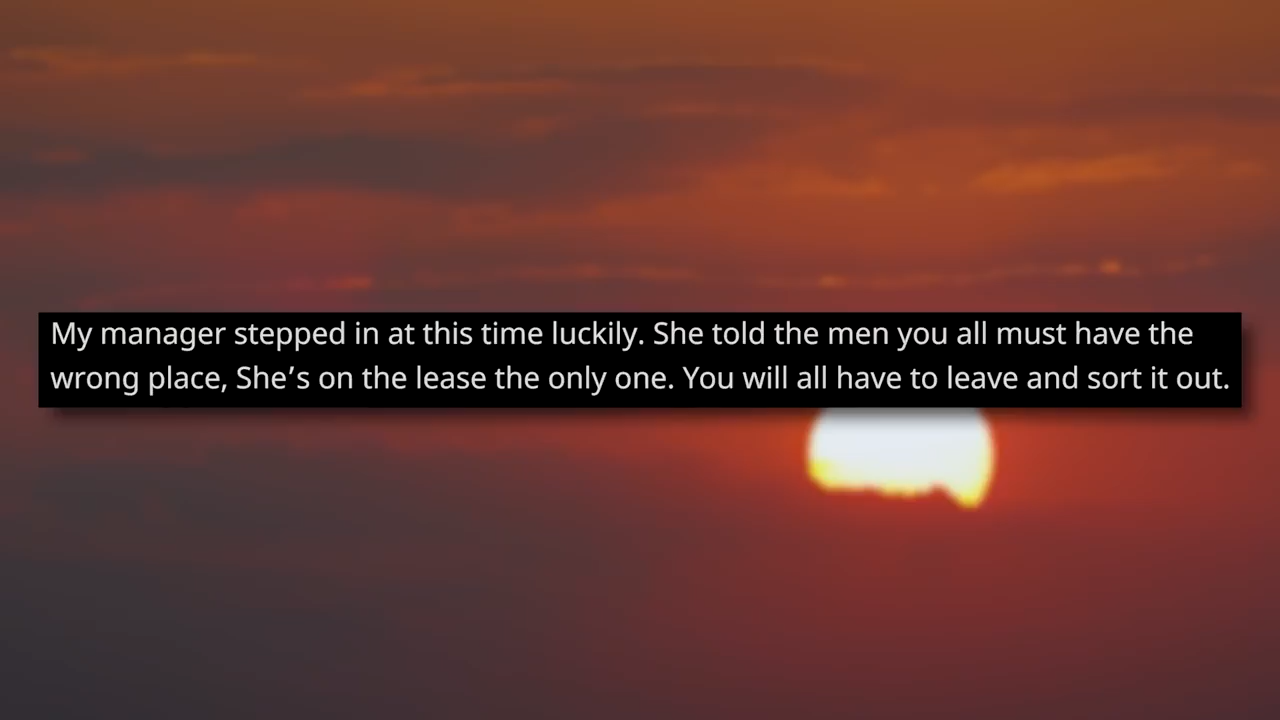 My manager stepped in at this time luckily. She told the men you all must have the
wrong place, She’s on the lease the only one. You will all have to leave and sort it out.